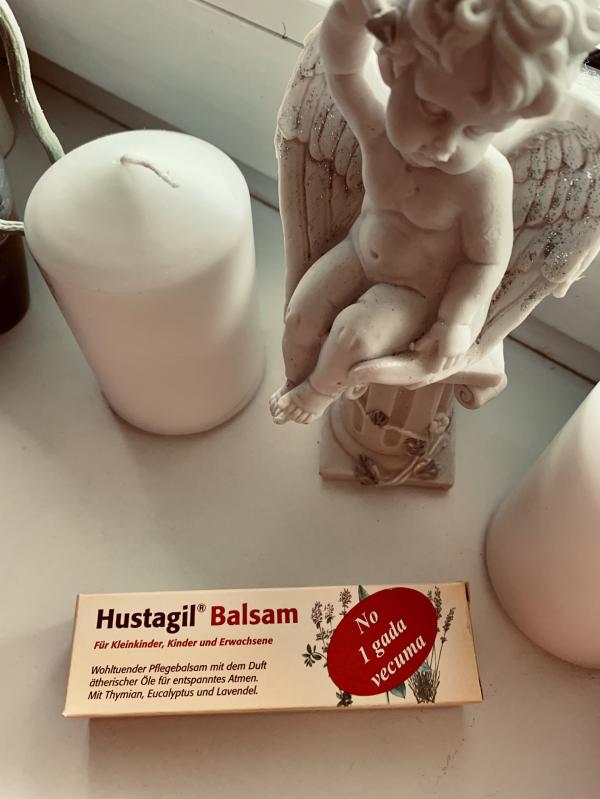 Hustagil® Balsam
Für Kleinkinder, Kinder und Erwachsene
Wohltuender Pflegebalsam mit dem Duft
ätherischer Öle für entspanntes Atmen.
Mit Thymian, Eucalyptus und Lavendel.
No
1 gada
vecuma